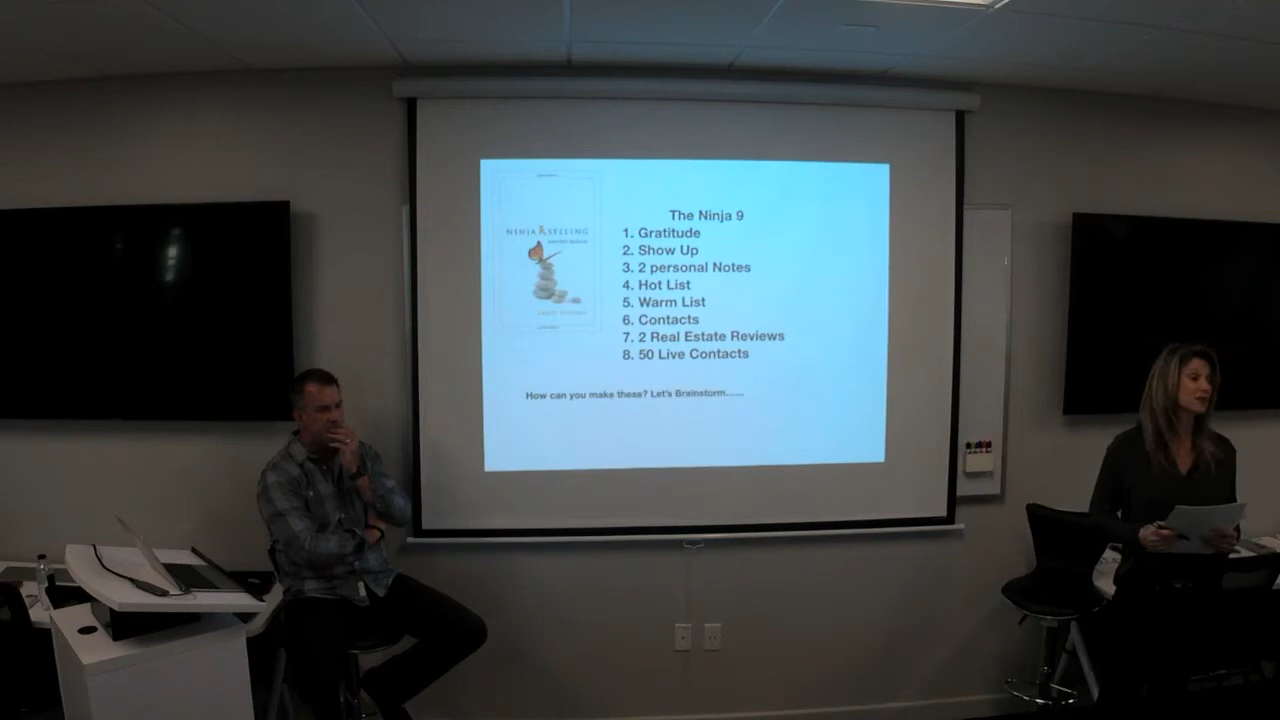 NINJA SELLING
The Ninja 9
1. Gratitude
2. Show Up
3. 2 personal Notes
4. Hot List
5. Warm List
6. Contacts
7. 2 Real Estate Reviews
8. 50 Live Contacts
How can you make these? Let's Brainstorm......